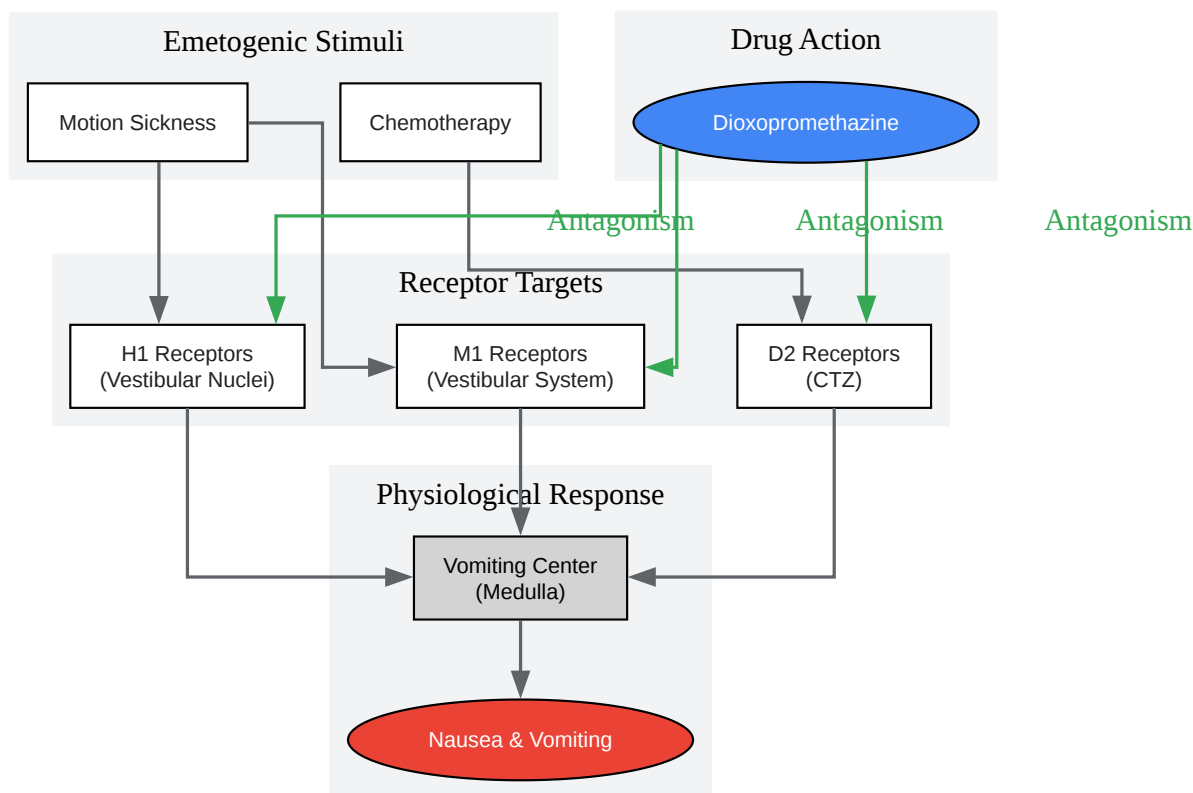 Emetogenic Stimuli
Drug Action
Motion Sickness
Chemotherapy
Dioxopromethazine
Antagonism
Antagonism
Antagonism
Receptor Targets
H1 Receptors
(Vestibular Nuclei)
M1 Receptors
(Vestibular System)
D2 Receptors
(CTZ)
Physiological Response
Vomiting Center
(Medulla)
Nausea & Vomiting